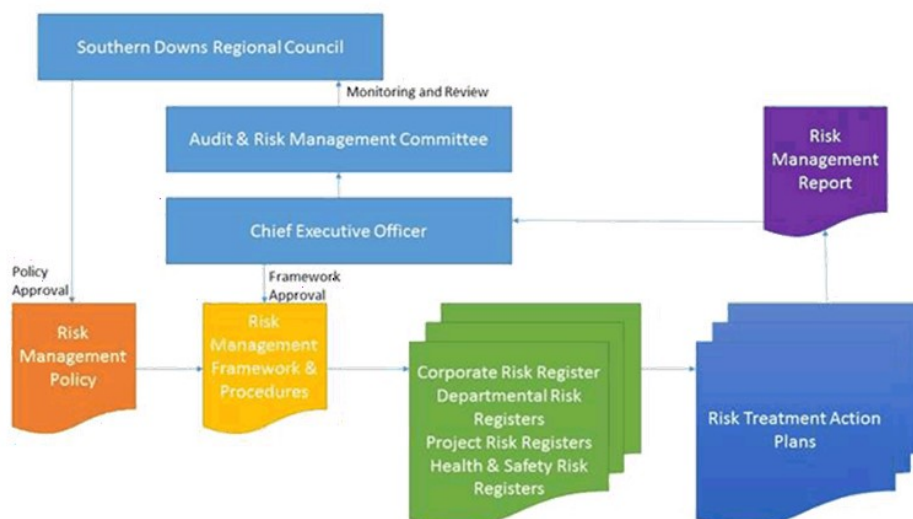 Southern Downs Regional Council
Monitoring and Review
Audit & Risk Management Committee
Risk
Management
Report
Chief Executive Officer
Policy
Approval
Framework
Approval
Risk
Management
Policy
Risk
Management
Framework &
Procedures
Corporate Risk Register
Departmental Risk
Registers
Project Risk Registers
Health & Safety Risk
Registers
Risk Treatment Action
Plans